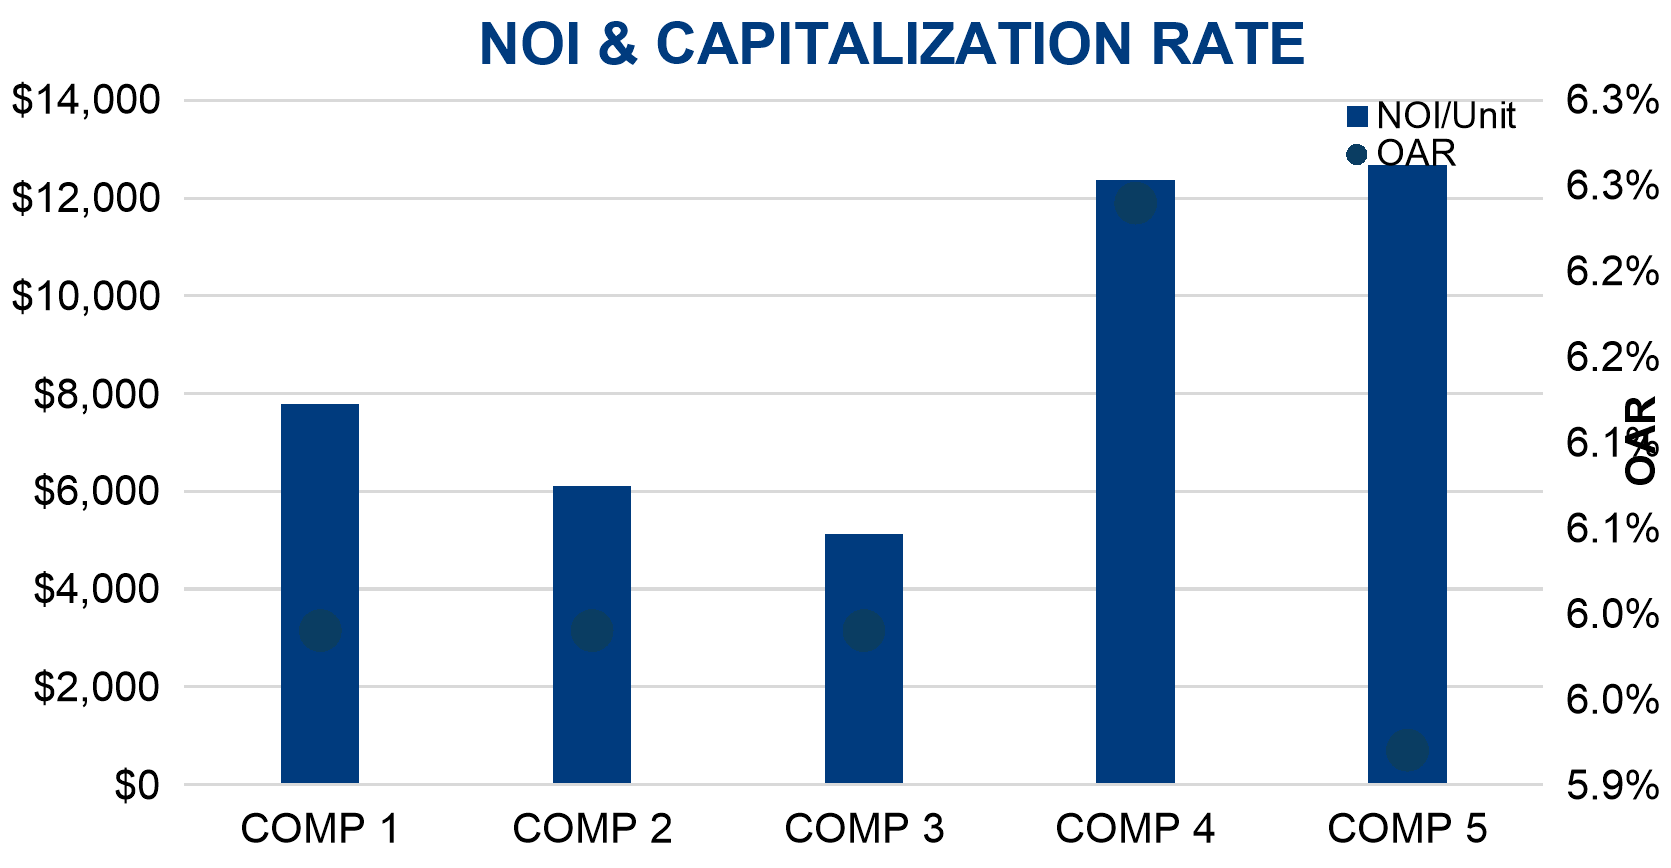 NOI & CAPITALIZATION RATE
$14,000
$12,000
$10,000
$8,000
$6,000
$4,000
$2,000
$0
NOI/Unit
OAR
6.3%
6.3%
6.2%
6.2%
6.1%
6.1%
6.0%
6.0%
5.9%
OAR
COMP 1
COMP 2
COMP 3
COMP 4
COMP 5